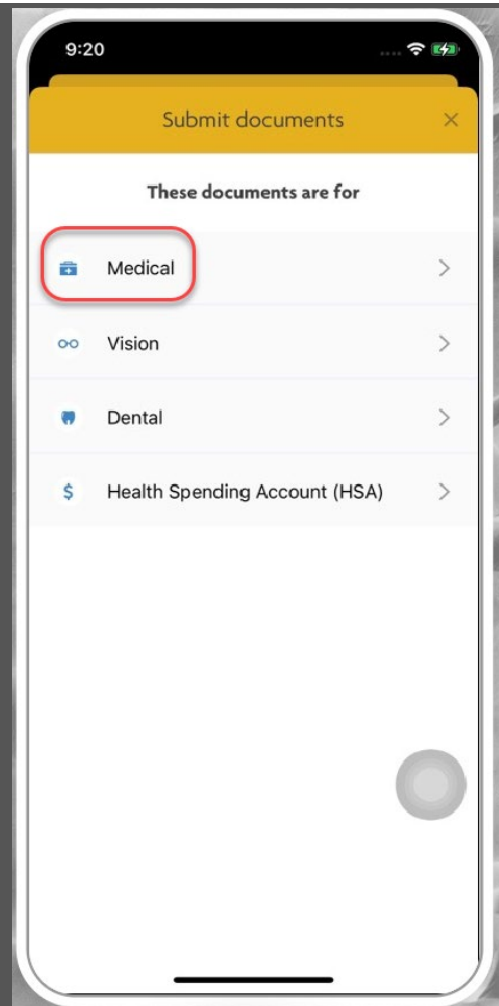 9:20
Submit documents
These documents are for
Medical
Vision
Dental
$ Health Spending Account (HSA)